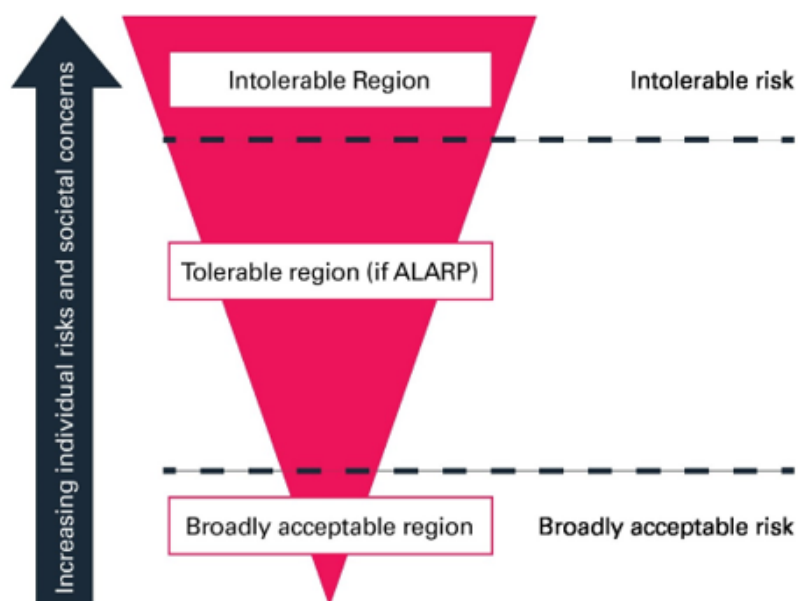 Increasing individual risks and societal concerns
Intolerable Region
Intolerable risk
Tolerable region (if ALARP)
Broadly acceptable region
Broadly acceptable risk